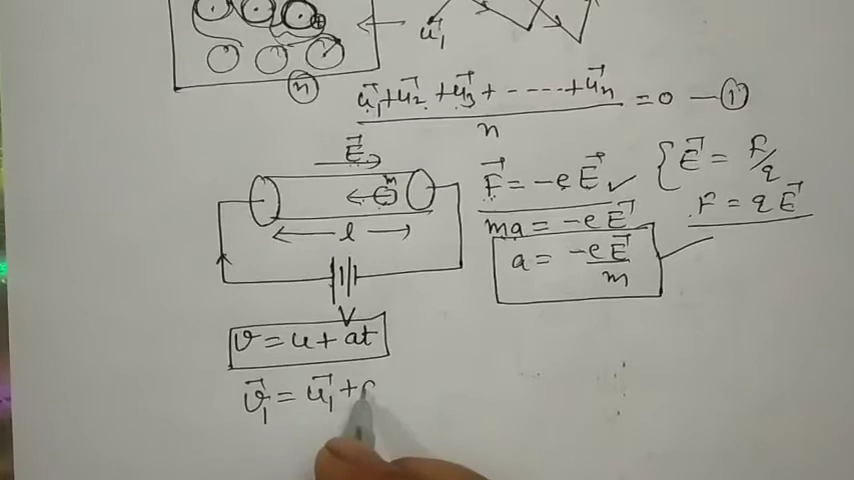 u⃗₁
n
u⃗₁+u⃗₂+u⃗₃+-----+u⃗n / n = 0 — ①
E⃗
F⃗ = -eE⃗ ✓ { E⃗ = F/q
m
ma = -eE⃗
F = qE⃗
l
a = -eE⃗ / m
V
v = u + at
v⃗₁ = u⃗₁ +